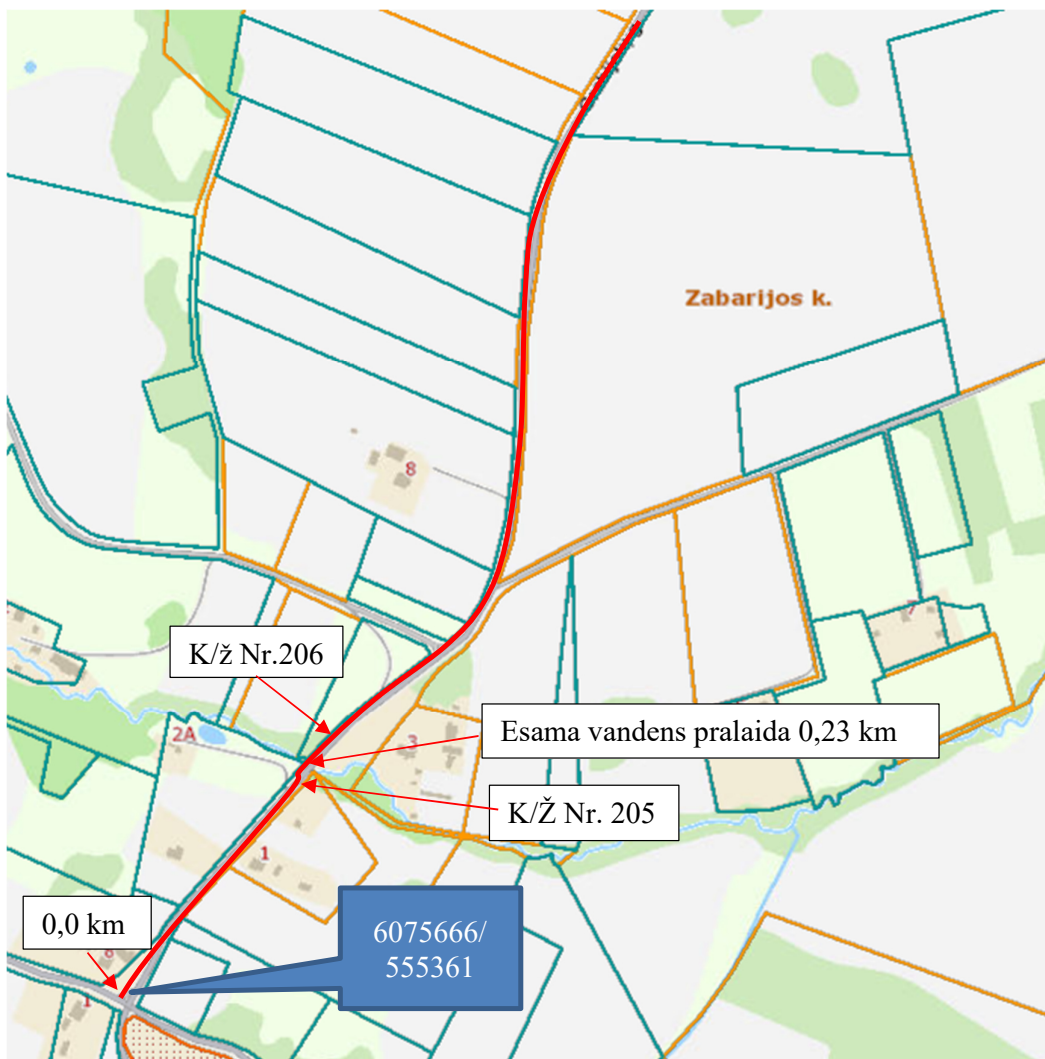 Zabarijos k.
8
7
K/ž Nr.206
Esama vandens pralaida 0,23 km
2A
3
K/Ž Nr. 205
1
0,0 km
6
6075666/
555361
1